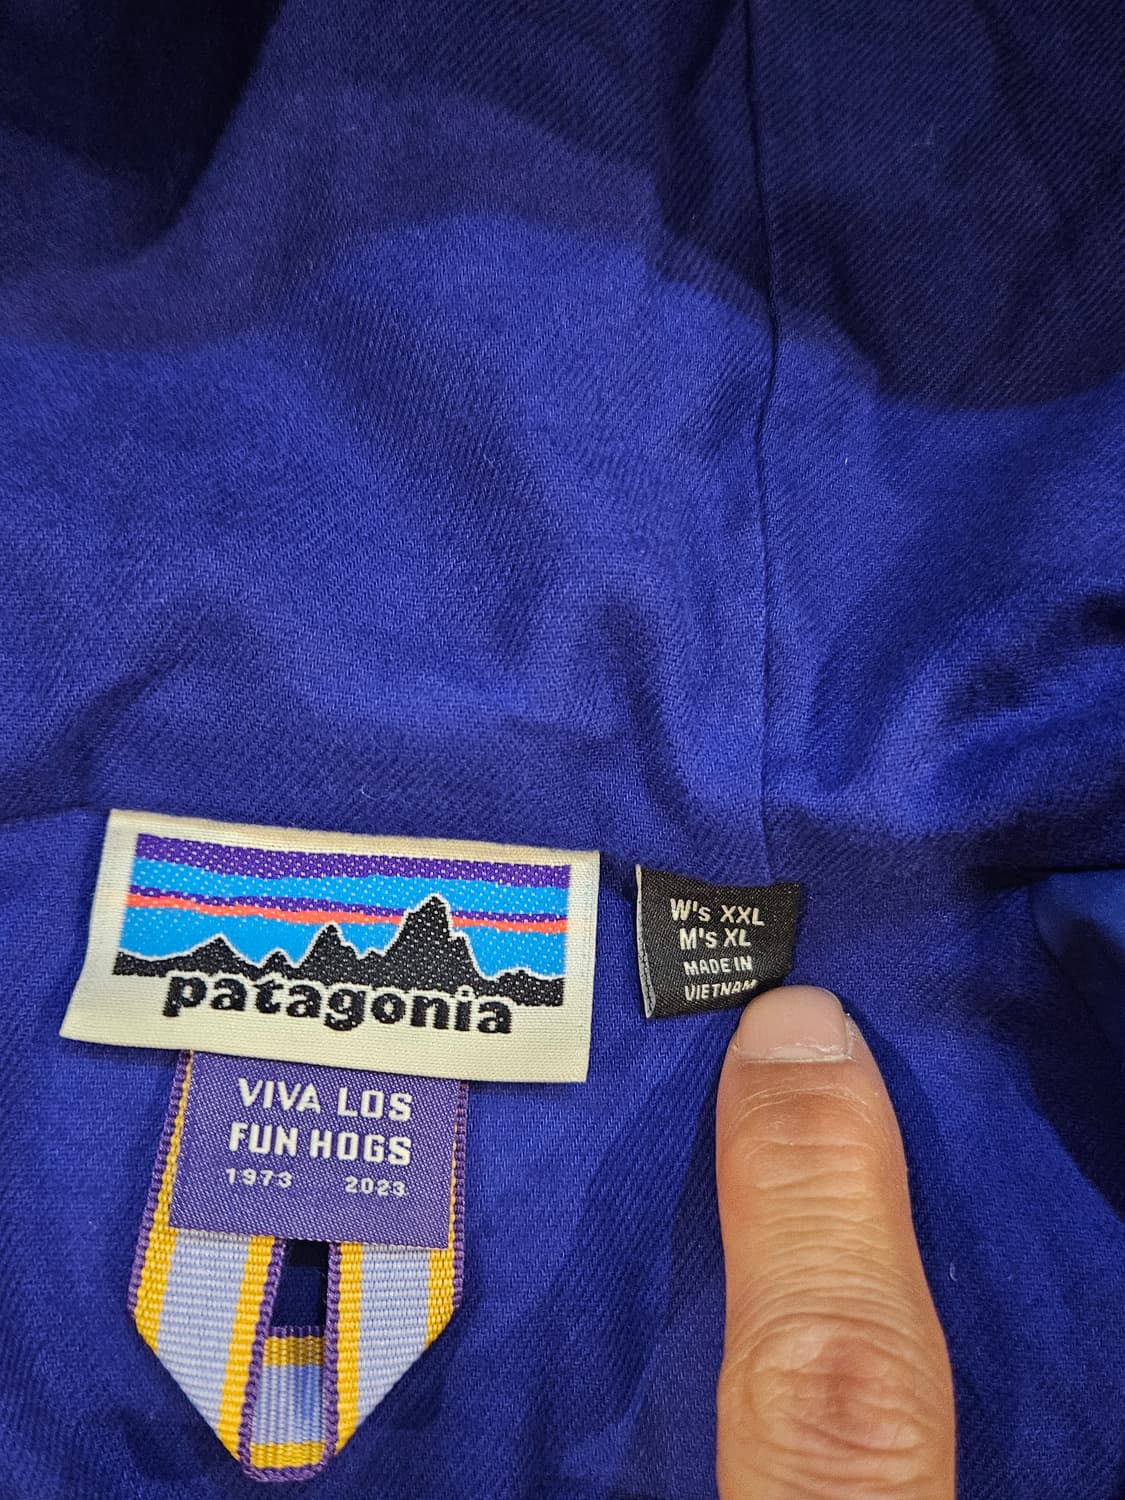 patagonia
VIVA LOS
FUN HOGS
1973 2023
W's XXL
M's XL
MADE IN
VIETNAM